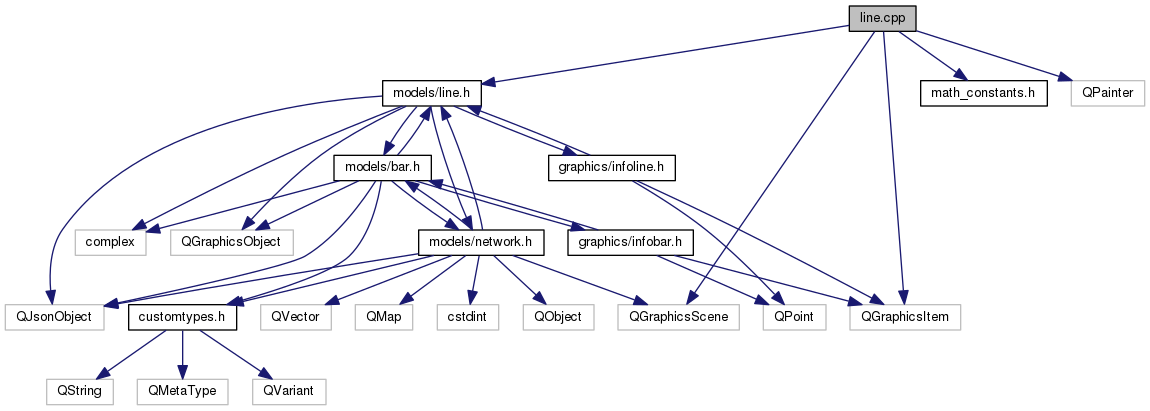 line.cpp
models/line.h
math_constants.h
QPainter
models/bar.h
graphics/infoline.h
complex
QGraphicsObject
models/network.h
graphics/infobar.h
QJsonObject
customtypes.h
QVector
QMap
cstdint
QObject
QGraphicsScene
QPoint
QGraphicsItem
QString
QMetaType
QVariant